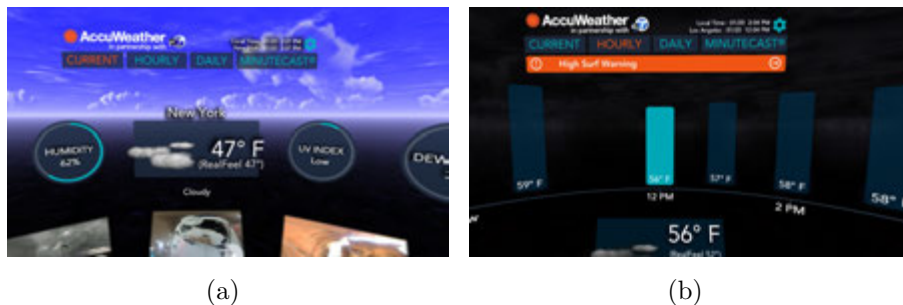 AccuWeather
in partnership with
CURRENT HOURLY DAILY MINUTECAST®
New York
HUMIDITY
62%
47° F
(RealFeel 47°)
UV INDEX
Low
Cloudy
(a)
AccuWeather
in partnership with
CURRENT HOURLY DAILY MINUTECAST®
High Surf Warning
59° F
56° F
57° F
58° F
58° F
12 PM
2 PM
56° F
(b)